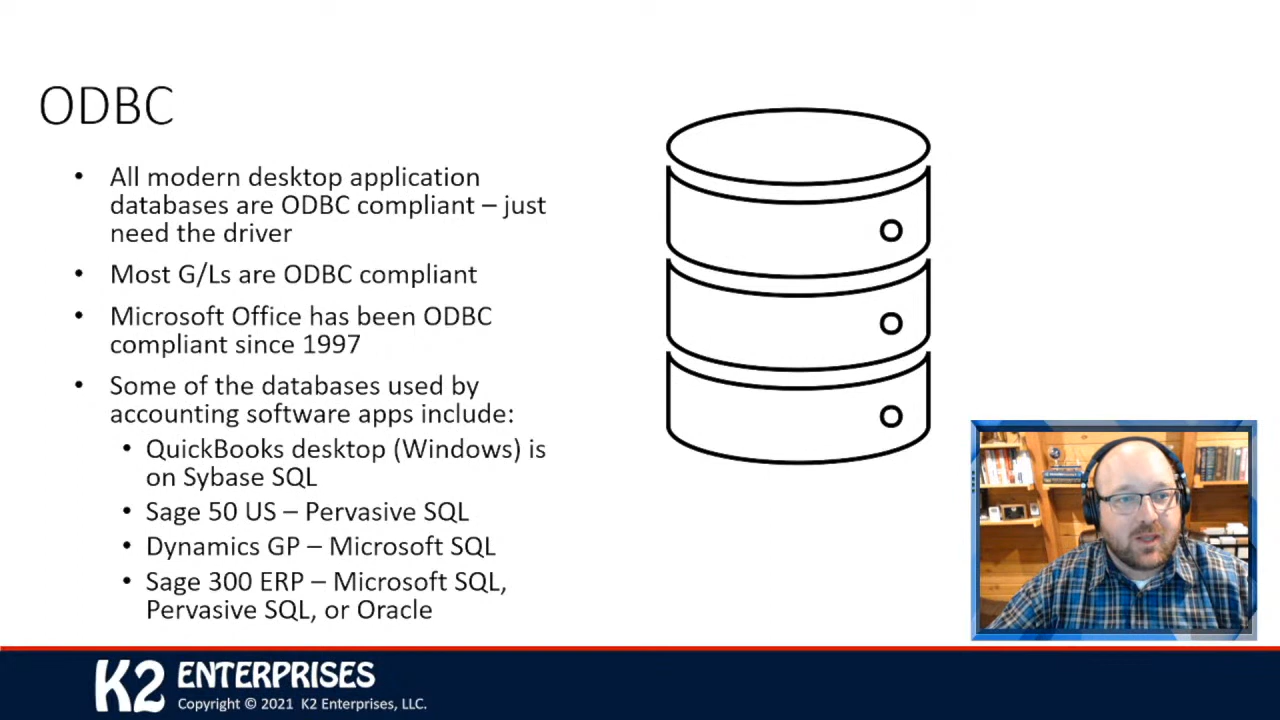 ODBC
• All modern desktop application
databases are ODBC compliant – just
need the driver
• Most G/Ls are ODBC compliant
• Microsoft Office has been ODBC
compliant since 1997
• Some of the databases used by
accounting software apps include:
• QuickBooks desktop (Windows) is
on Sybase SQL
• Sage 50 US – Pervasive SQL
• Dynamics GP – Microsoft SQL
• Sage 300 ERP – Microsoft SQL,
Pervasive SQL, or Oracle
K2 ENTERPRISES
Copyright © 2021 K2 Enterprises, LLC.